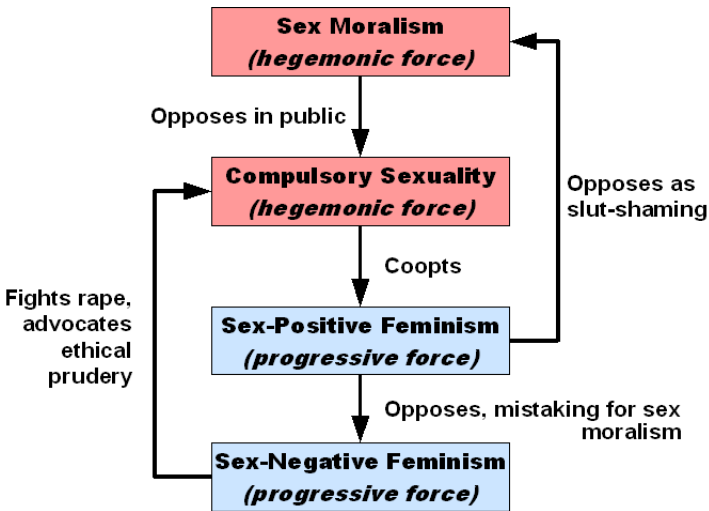 Sex Moralism
(hegemonic force)
Opposes in public
Compulsory Sexuality
(hegemonic force)
Opposes as
slut-shaming
Coopts
Fights rape,
advocates
ethical
prudery
Sex-Positive Feminism
(progressive force)
Opposes, mistaking for sex
moralism
Sex-Negative Feminism
(progressive force)